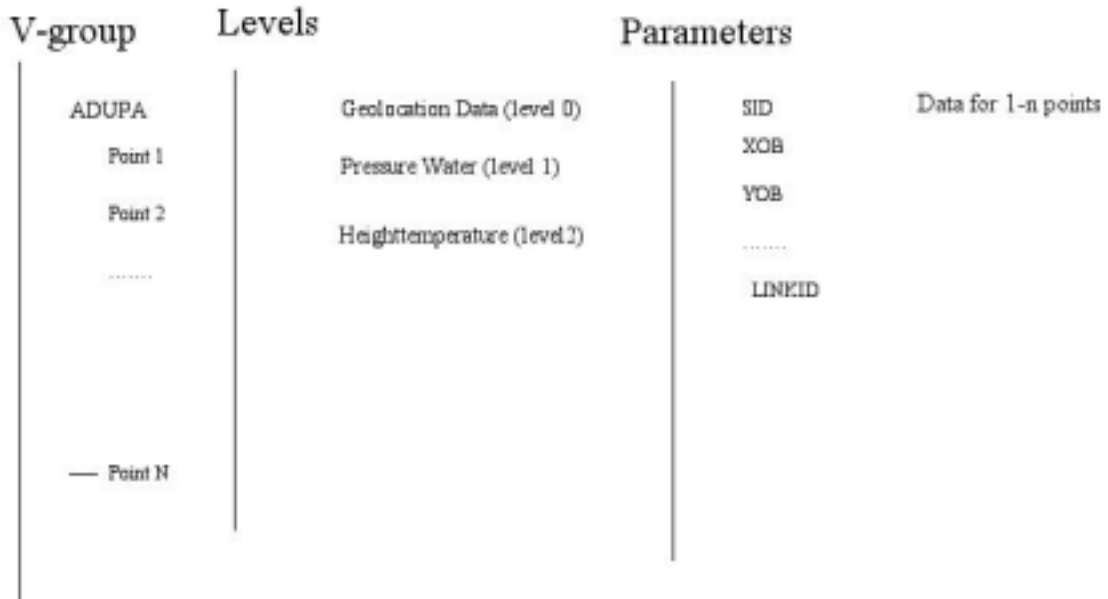 V-group
Levels
Parameters
ADUPA
Point 1
Point 2
........
Point N
Geolocation Data (level 0)
Pressure Water (level 1)
Heighttemperature (level2)
SID
XOB
YOB
........
LINKID
Data for 1-n points